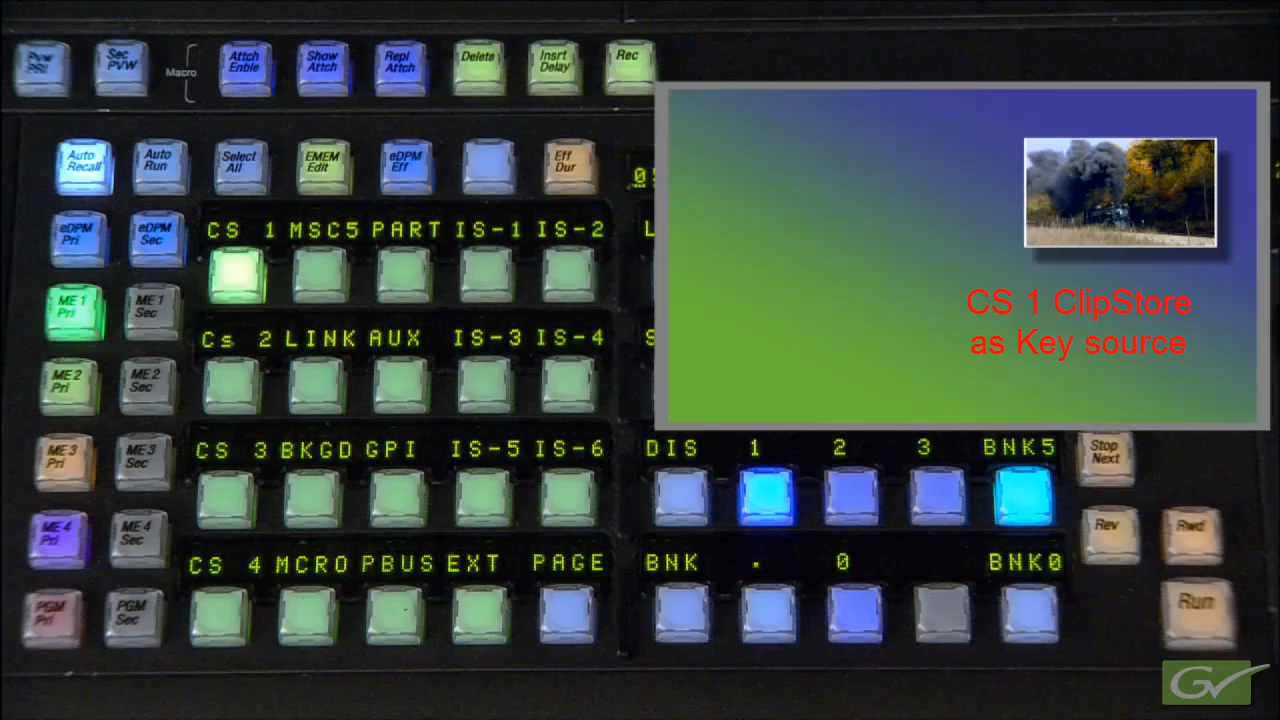 Pvw
Sec PVW
Macro
Attch Enble
Show Attch
Repl Attch
Delete
Insrt Delay
Rec
Auto Recall
Auto Run
Select All
EMEM Edit
eDPM Eff
Eff Dur
eDPM Pri
eDPM Sec
CS 1 MSC5 PART IS-1 IS-2
ME 1 Pri
ME 1 Sec
CS 1 ClipStore
as Key source
Cs 2 LINK AUX IS-3 IS-4
ME 2 Pri
ME 2 Sec
CS 3 BKGD GPI IS-5 IS-6
DIS 1 2 3 BNK5
ME 3 Pri
ME 3 Sec
Stop Next
ME 4 Pri
ME 4 Sec
Rev
Rwd
CS 4 MCRO PBUS EXT PAGE
BNK . 0 BNK0
PGM Pri
PGM Sec
Run
GV